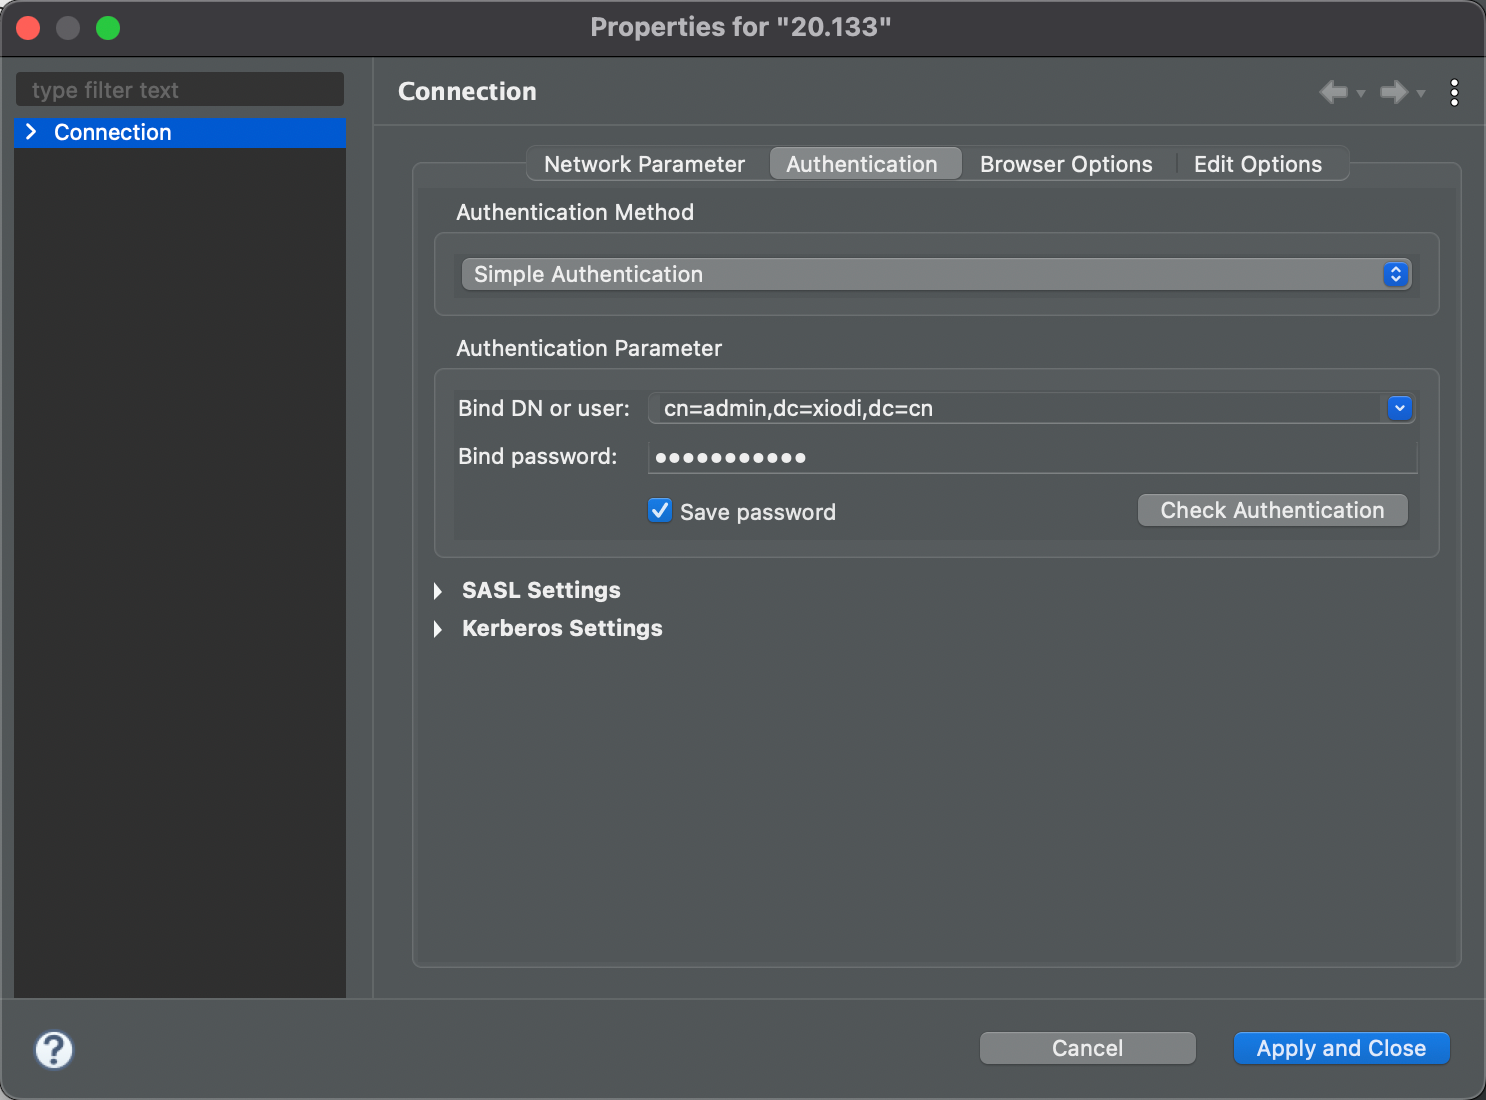 Properties for "20.133"
type filter text
Connection
Connection
Network Parameter
Authentication
Browser Options
Edit Options
Authentication Method
Simple Authentication
Authentication Parameter
Bind DN or user:
cn=admin,dc=xiodi,dc=cn
Bind password:
●●●●●●●●●●●
Save password
Check Authentication
SASL Settings
Kerberos Settings
?
Cancel
Apply and Close